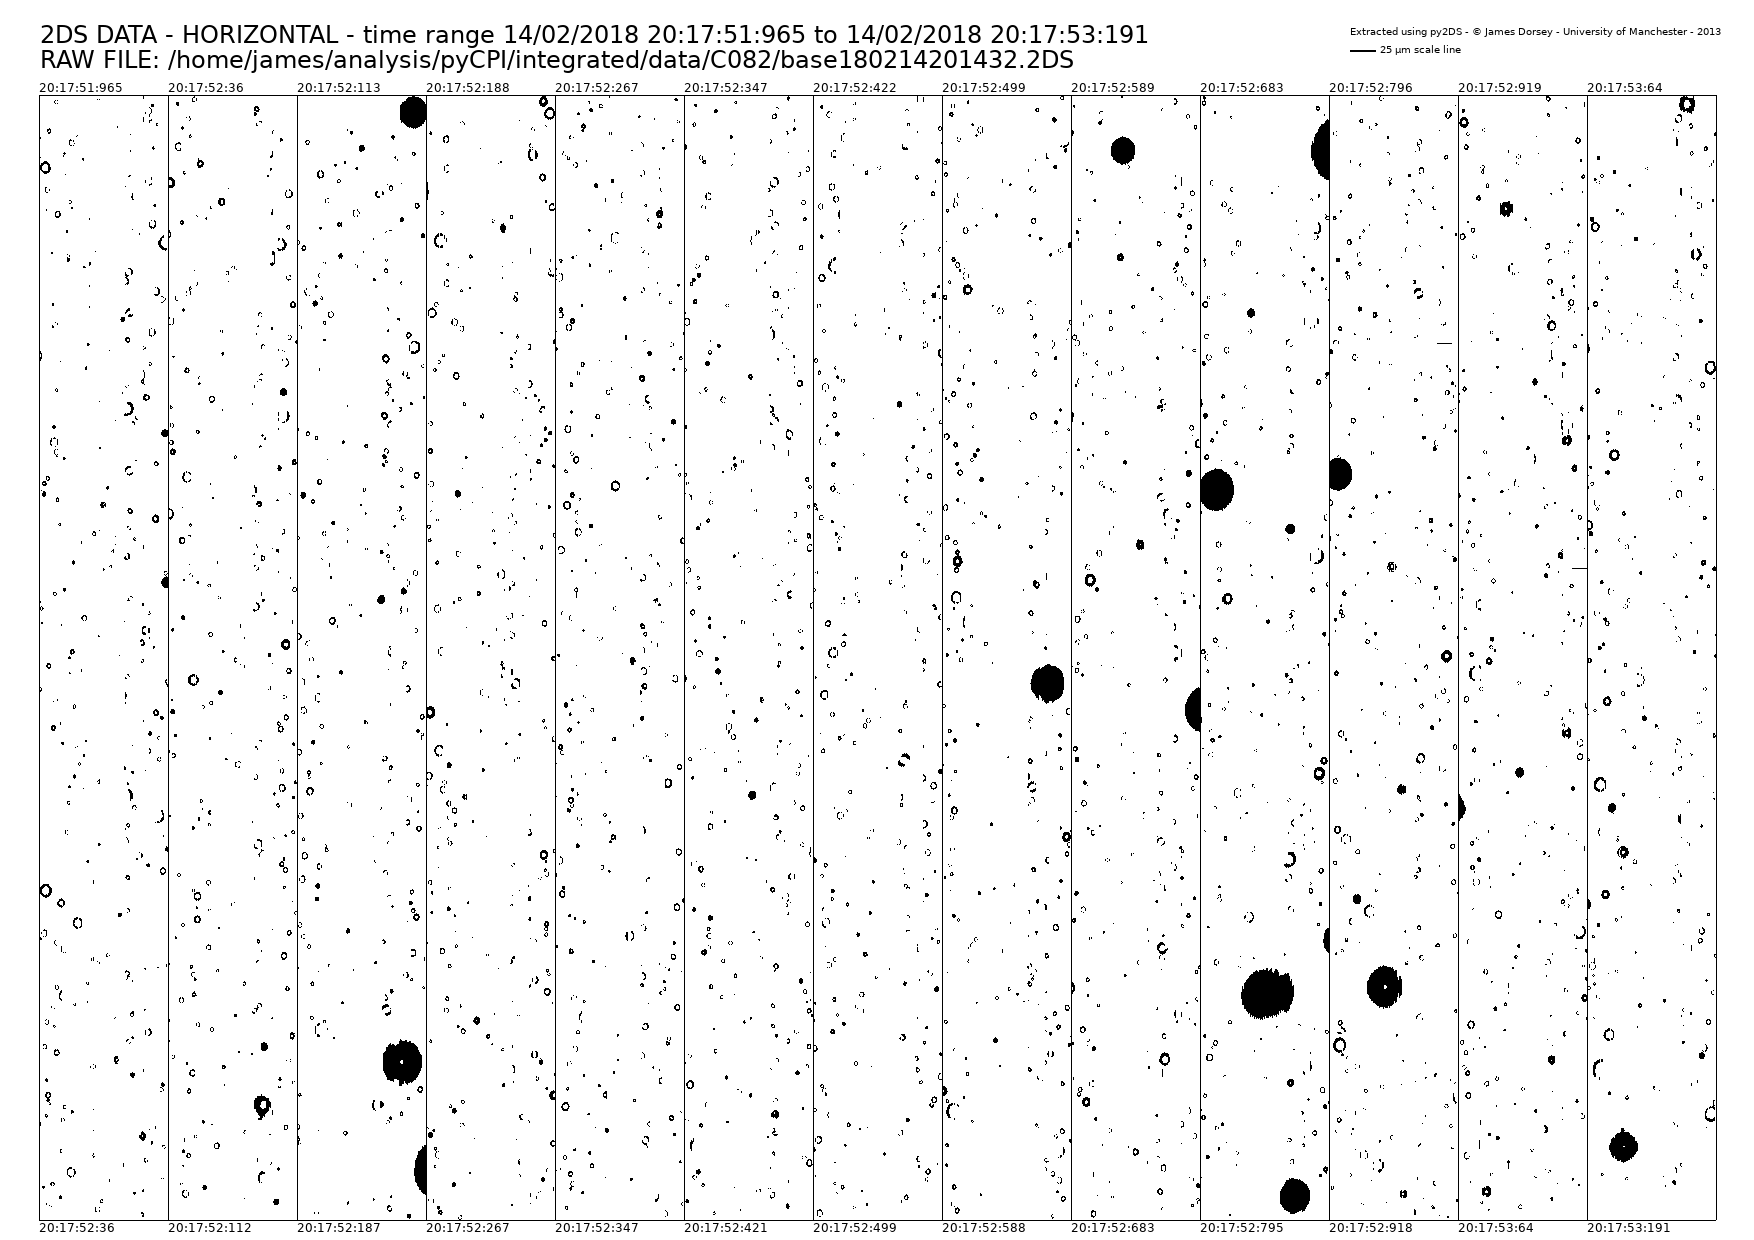 2DS DATA - HORIZONTAL - time range 14/02/2018 20:17:51:965 to 14/02/2018 20:17:53:191
RAW FILE: /home/james/analysis/pyCPI/integrated/data/C082/base180214201432.2DS
Extracted using py2DS - © James Dorsey - University of Manchester - 2013
25 µm scale line
20:17:51:965 20:17:52:36 20:17:52:113 20:17:52:188 20:17:52:267 20:17:52:347 20:17:52:422 20:17:52:499 20:17:52:589 20:17:52:683 20:17:52:796 20:17:52:919 20:17:53:64
20:17:52:36 20:17:52:112 20:17:52:187 20:17:52:267 20:17:52:347 20:17:52:421 20:17:52:499 20:17:52:588 20:17:52:683 20:17:52:795 20:17:52:918 20:17:53:64 20:17:53:191